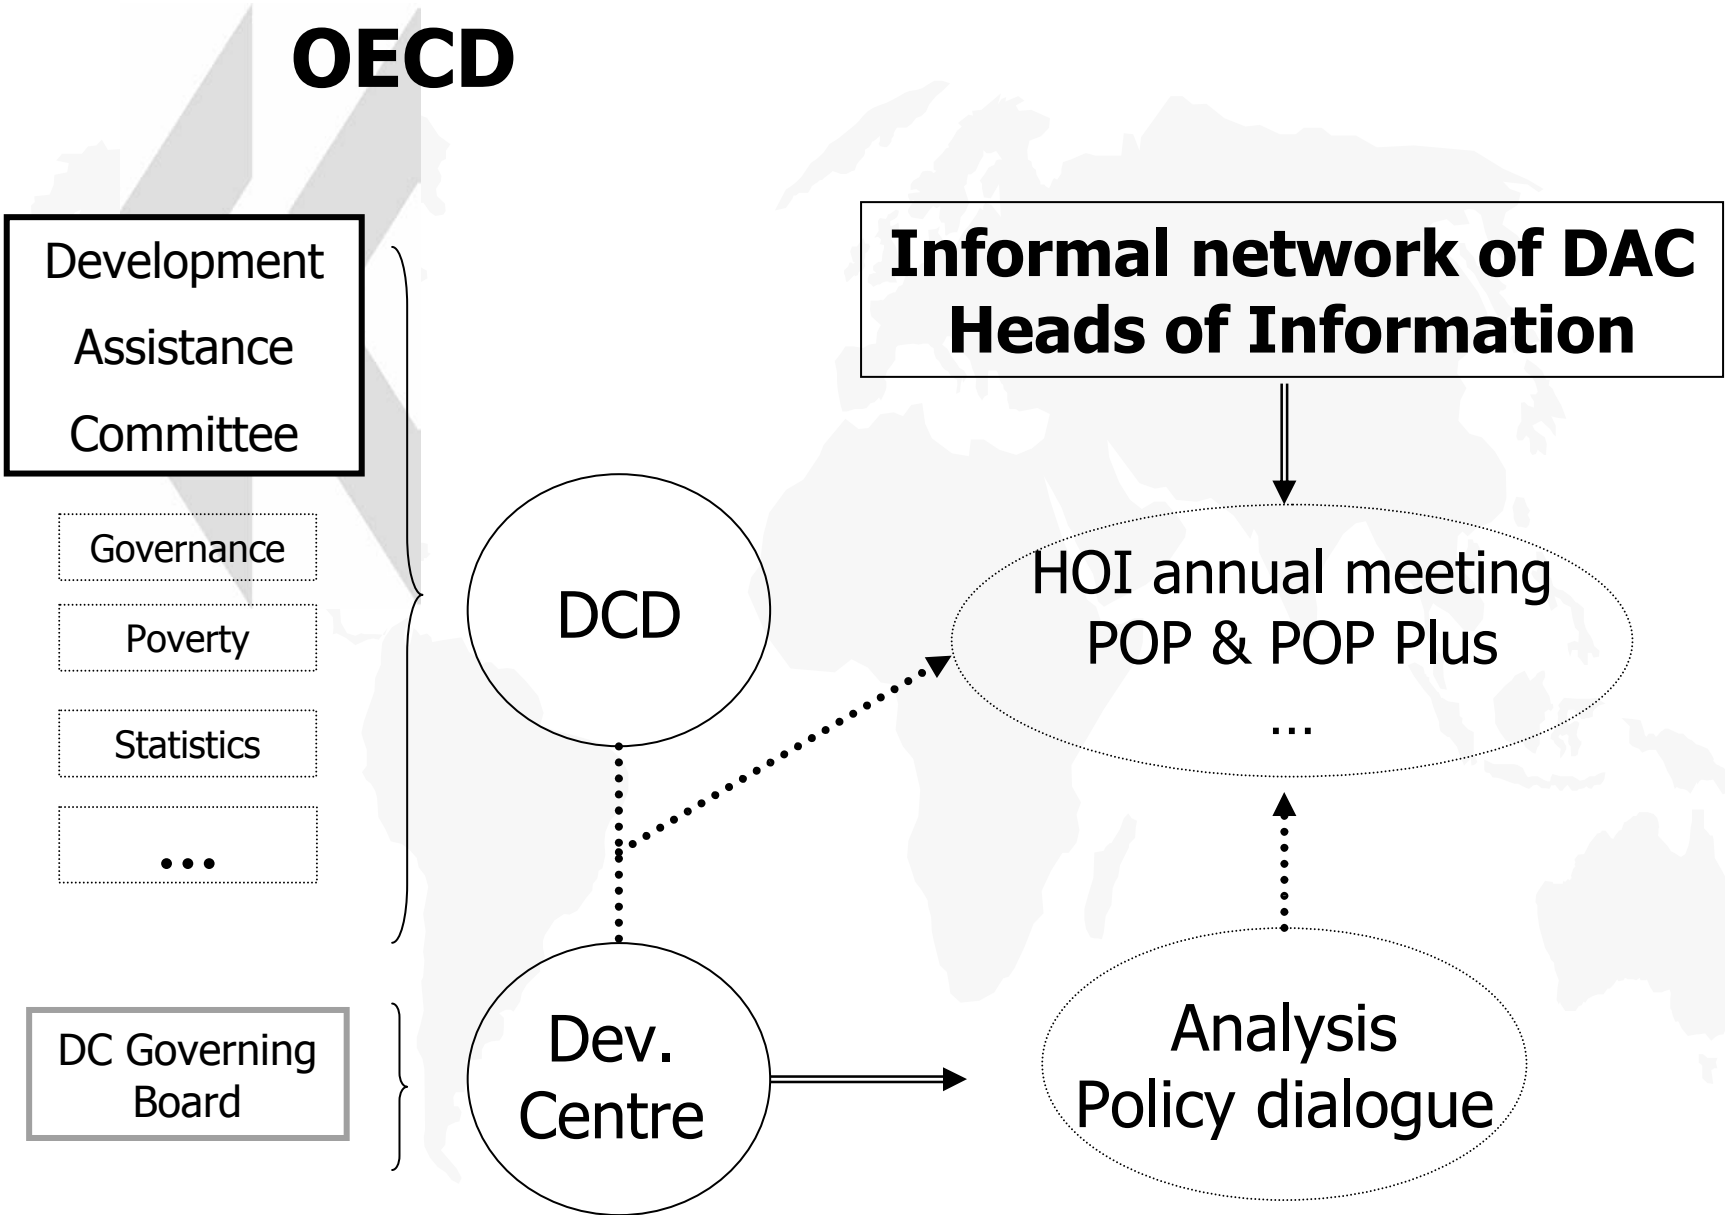 OECD
Development
Assistance
Committee
Governance
Poverty
Statistics
...
DC Governing
Board
DCD
Dev.
Centre
Informal network of DAC
Heads of Information
HOI annual meeting
POP & POP Plus
...
Analysis
Policy dialogue